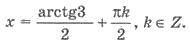 x = arctg3/2 + πk/2, k ∈ Z.